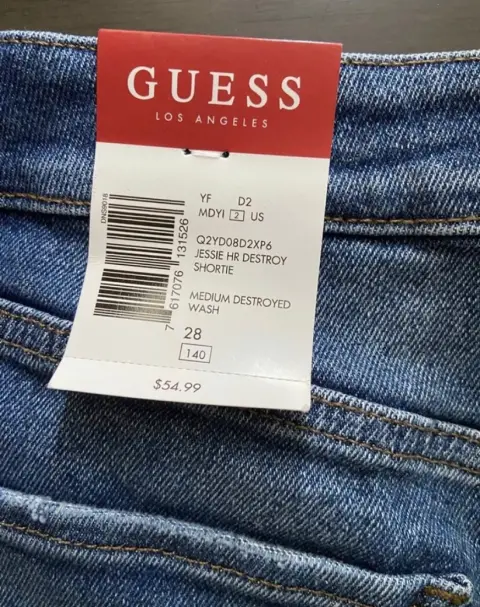 GUESS
LOS ANGELES
YF D2
MDYI 2 US
Q2YD08D2XP6
JESSIE HR DESTROY
SHORTIE
MEDIUM DESTROYED
WASH
28
140
$54.99
DNS9018
7 617076 131526